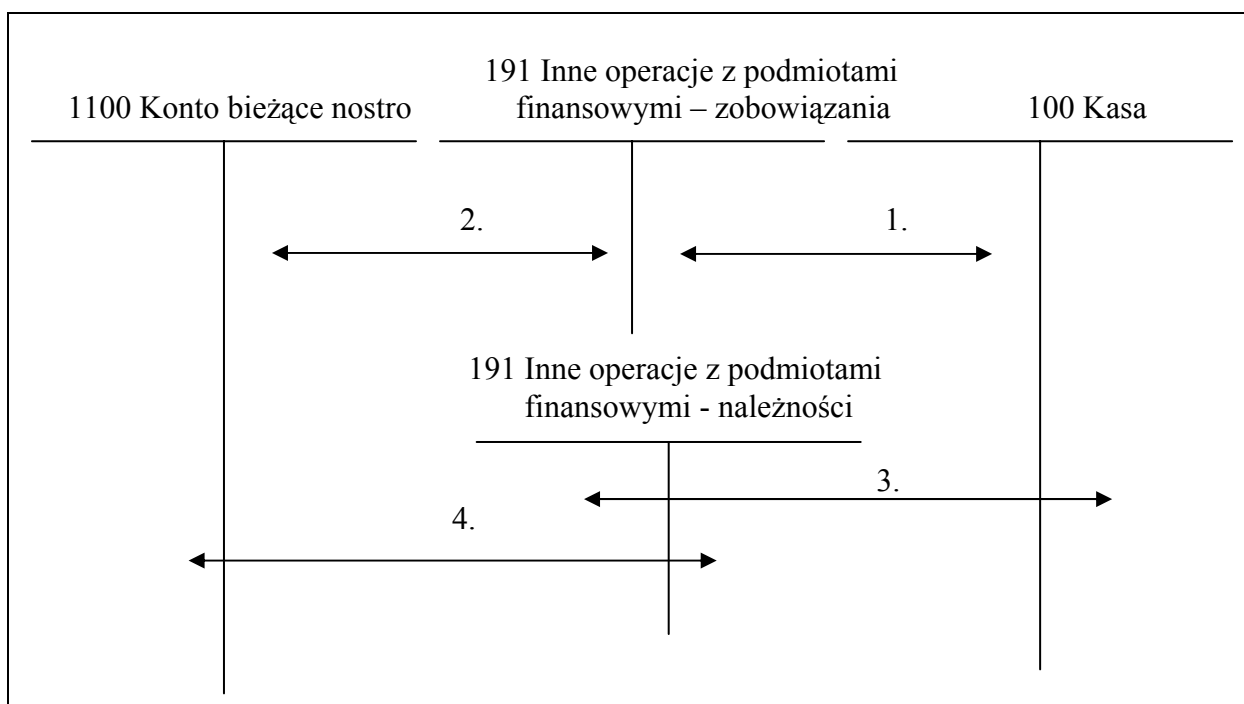 191 Inne operacje z podmiotami
finansowymi – zobowiązania
1100 Konto bieżące nostro
100 Kasa
2.
1.
191 Inne operacje z podmiotami
finansowymi - należności
3.
4.